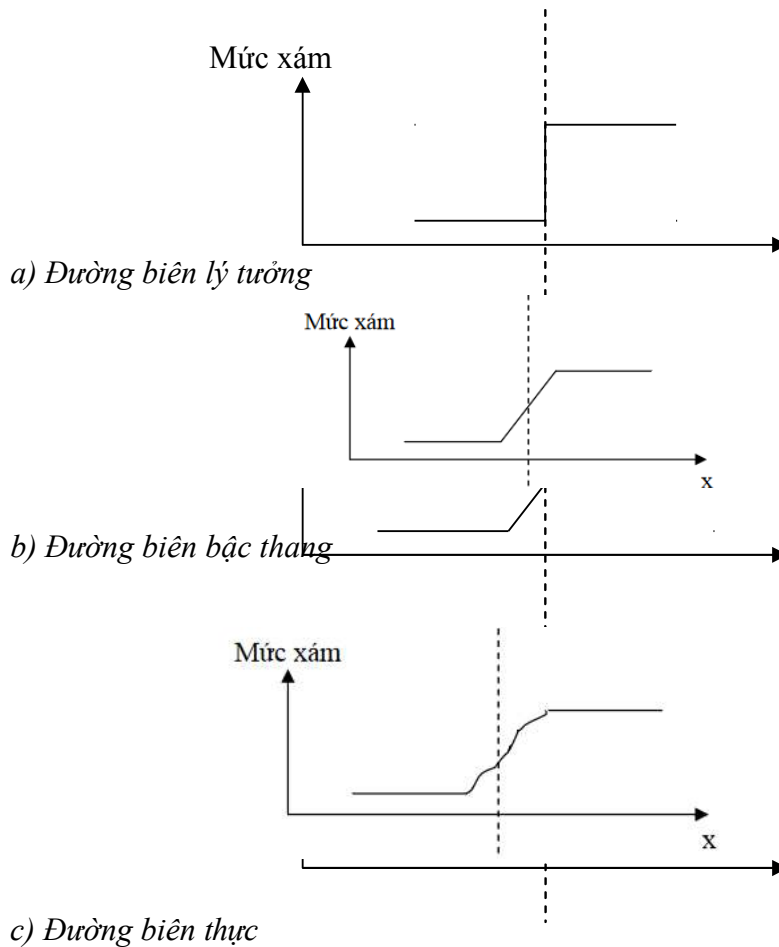 Mức xám
a) Đường biên lý tưởng
Mức xám
x
b) Đường biên bậc thang
Mức xám
x
c) Đường biên thực